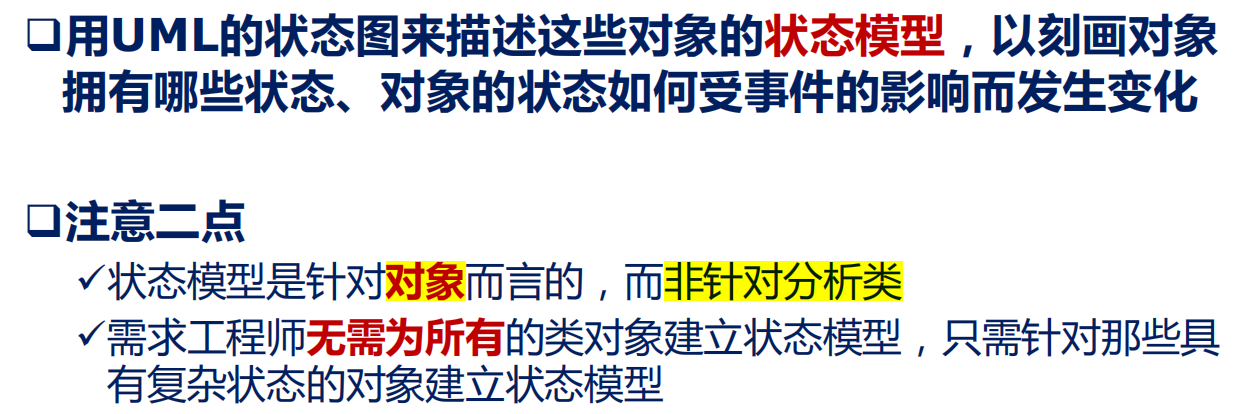 ❑用UML的状态图来描述这些对象的状态模型，以刻画对象
拥有哪些状态、对象的状态如何受事件的影响而发生变化
❑注意二点
✓状态模型是针对对象而言的，而非针对分析类
✓需求工程师无需为所有的类对象建立状态模型，只需针对那些具
有复杂状态的对象建立状态模型